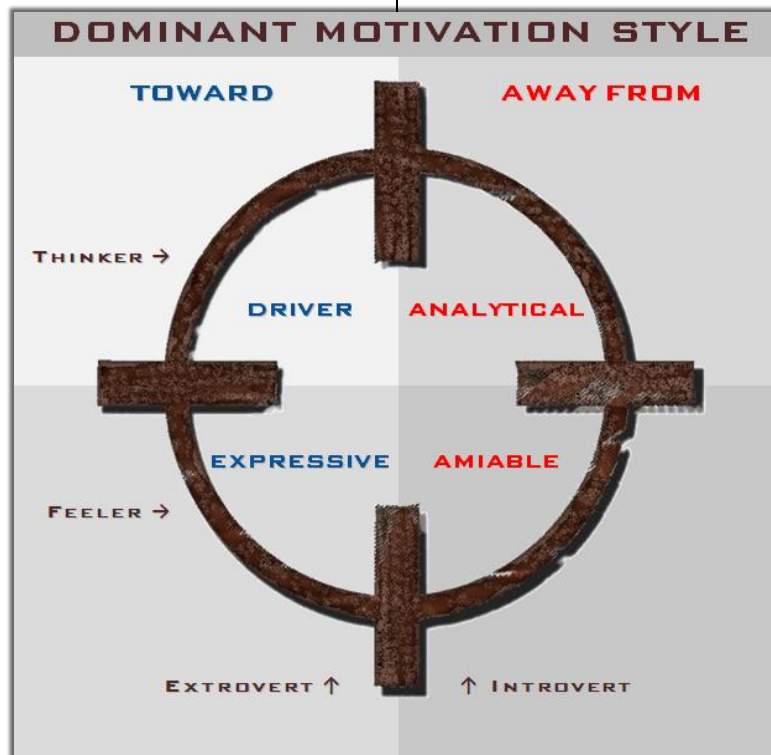 DOMINANT MOTIVATION STYLE
TOWARD AWAY FROM
THINKER →
DRIVER ANALYTICAL
EXPRESSIVE AMIABLE
FEELER →
EXTROVERT ↑ ↑ INTROVERT